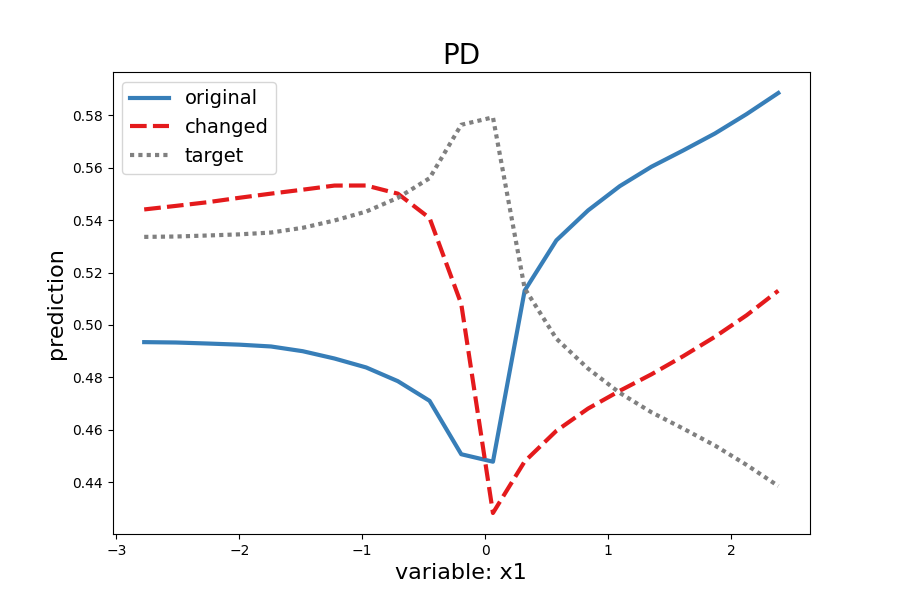 PD
original
changed
target
0.58
0.56
0.54
0.52
0.50
0.48
0.46
0.44
prediction
−3
−2
−1
0
1
2
variable: x1